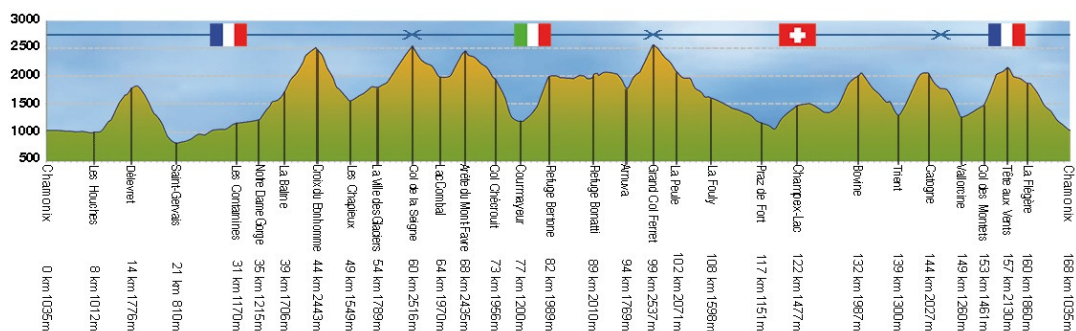 3000
2500
2000
1500
1000
500
Chamonix
Les Houches
Délevret
Saint-Gervais
Les Contamines
Notre Dame Gorge
La Balme
Croix du Bonhomme
Les Chapieux
La Ville des Glaciers
Col de la Seigne
Lac Combal
Arête du Mont-Favre
Col Chécrouit
Courmayeur
Refuge Bertone
Refuge Bonatti
Arnuva
Grand Col Ferret
La Peule
La Fouly
Praz de Fort
Champex-Lac
Bovine
Trient
Catogne
Vallorcine
Col des Montets
Tête aux Vents
La Flégère
Chamonix
0 km 1035m
8 km 1012m
14 km 1776m
21 km 810m
31 km 1170m
35 km 1215m
39 km 1706m
44 km 2443m
49 km 1549m
54 km 1789m
60 km 2516m
64 km 1970m
68 km 2435m
73 km 1956m
77 km 1200m
82 km 1989m
89 km 2010m
94 km 1769m
99 km 2537m
102 km 2071m
108 km 1598m
117 km 1151m
122 km 1477m
132 km 1987m
139 km 1300m
144 km 2027m
149 km 1260m
153 km 1461m
157 km 2130m
160 km 1860m
168 km 1035m